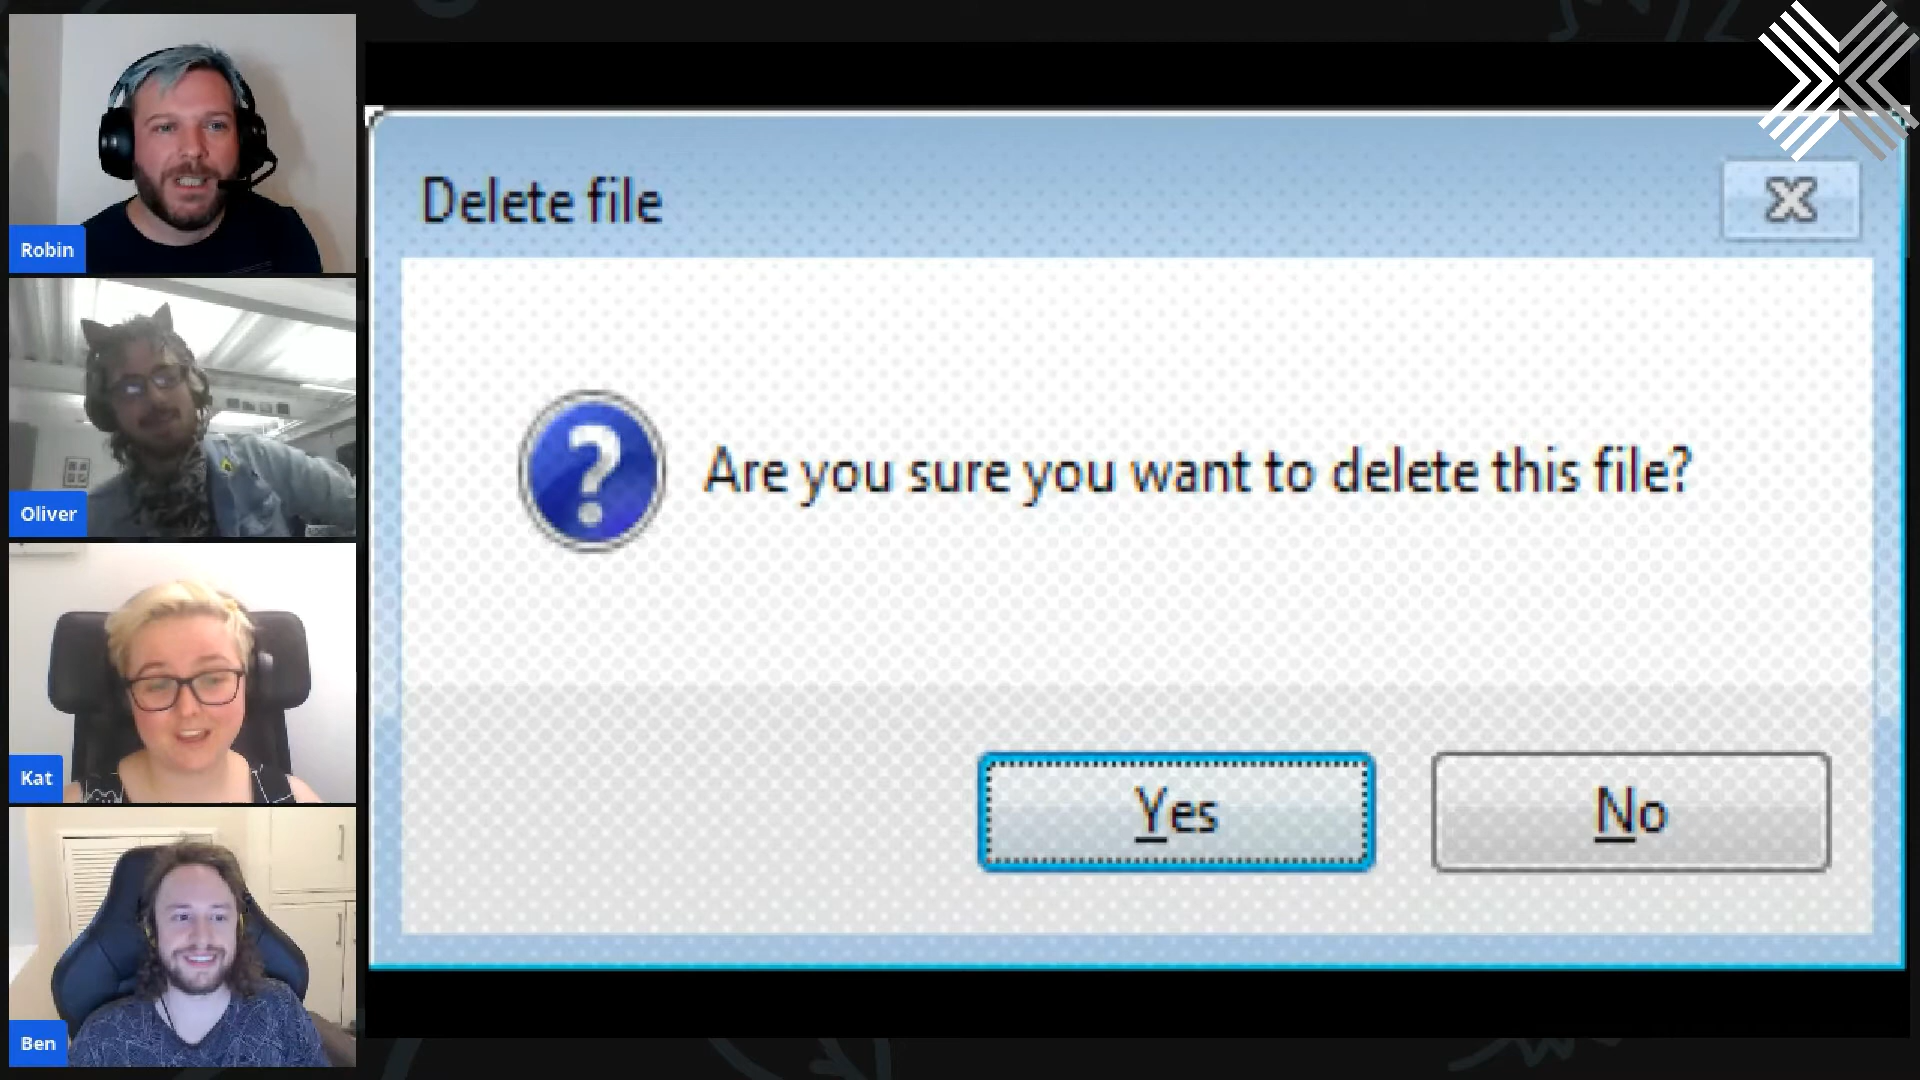 Robin
Oliver
Kat
Ben
Delete file
Are you sure you want to delete this file?
Yes
No